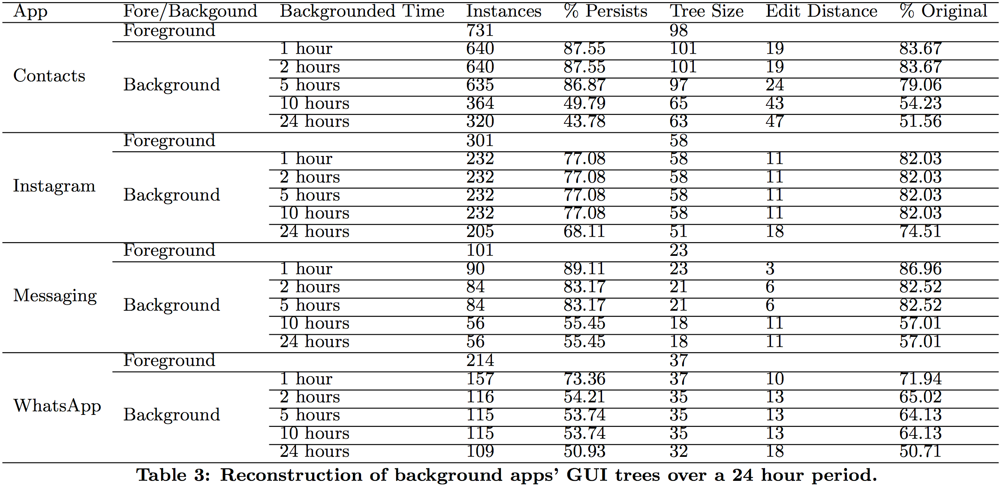 App Fore/Backgound Backgrounded Time Instances % Persists Tree Size Edit Distance % Original
Foreground 731 98
1 hour 640 87.55 101 19 83.67
2 hours 640 87.55 101 19 83.67
Contacts
Background 5 hours 635 86.87 97 24 79.06
10 hours 364 49.79 65 43 54.23
24 hours 320 43.78 63 47 51.56
Foreground 301 58
1 hour 232 77.08 58 11 82.03
2 hours 232 77.08 58 11 82.03
Instagram
Background 5 hours 232 77.08 58 11 82.03
10 hours 232 77.08 58 11 82.03
24 hours 205 68.11 51 18 74.51
Foreground 101 23
1 hour 90 89.11 23 3 86.96
2 hours 84 83.17 21 6 82.52
Messaging
Background 5 hours 84 83.17 21 6 82.52
10 hours 56 55.45 18 11 57.01
24 hours 56 55.45 18 11 57.01
Foreground 214 37
1 hour 157 73.36 37 10 71.94
2 hours 116 54.21 35 13 65.02
WhatsApp
Background 5 hours 115 53.74 35 13 64.13
10 hours 115 53.74 35 13 64.13
24 hours 109 50.93 32 18 50.71
Table 3: Reconstruction of background apps' GUI trees over a 24 hour period.